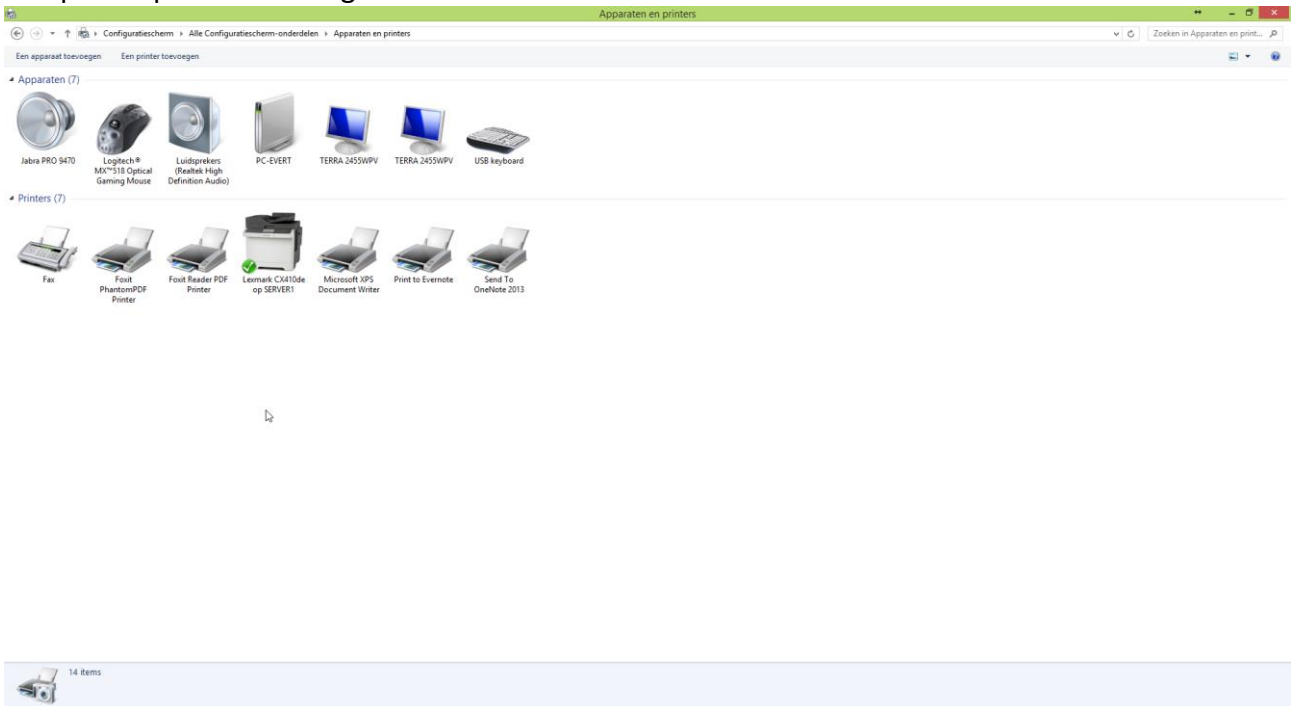 Apparaten en printers
Configuratiescherm ▸ Alle Configuratiescherm-onderdelen ▸ Apparaten en printers
Zoeken in Apparaten en print...
Een apparaat toevoegen
Een printer toevoegen
Apparaten (7)
Jabra PRO 9470
Logitech®
MX™518 Optical
Gaming Mouse
Luidsprekers
(Realtek High
Definition Audio)
PC-EVERT
TERRA 2455WPV
TERRA 2455WPV
USB keyboard
Printers (7)
Fax
Foxit
PhantomPDF
Printer
Foxit Reader PDF
Printer
Lexmark CX410de
op SERVER1
Microsoft XPS
Document Writer
Print to Evernote
Send To
OneNote 2013
14 items